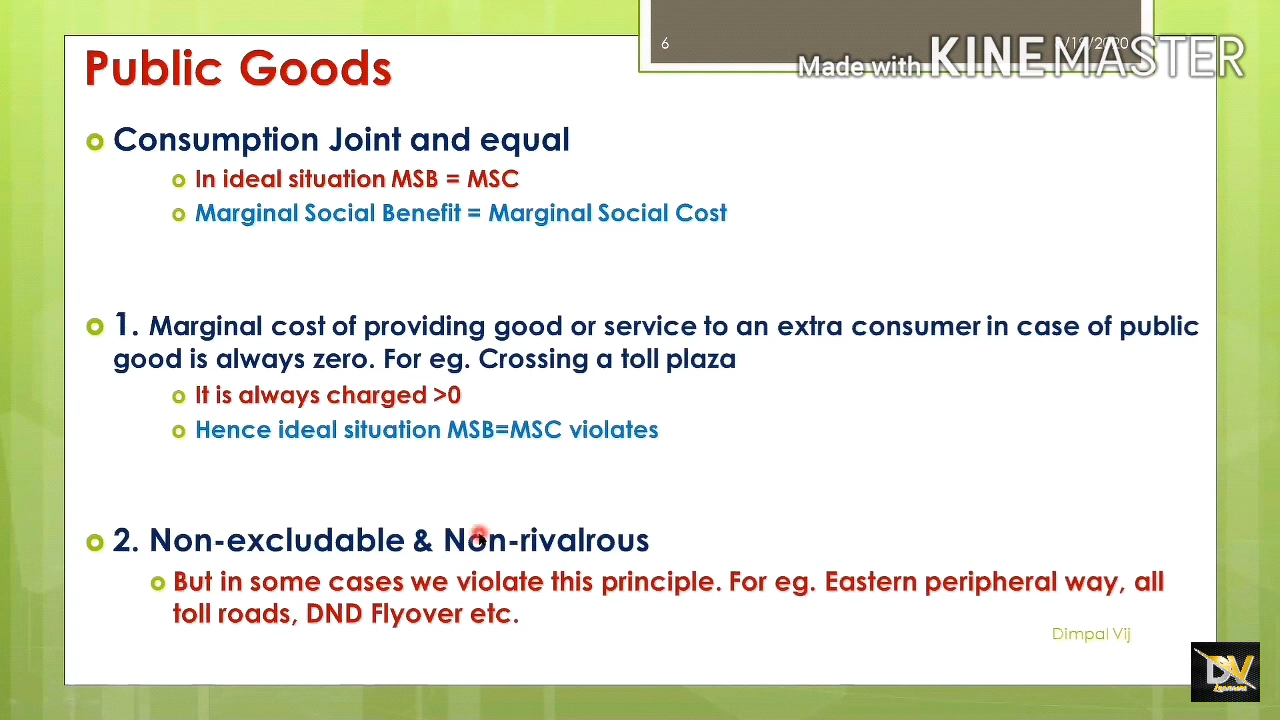 6
Made with KINEMASTER
Public Goods
Consumption Joint and equal
In ideal situation MSB = MSC
Marginal Social Benefit = Marginal Social Cost
1. Marginal cost of providing good or service to an extra consumer in case of public
good is always zero. For eg. Crossing a toll plaza
It is always charged >0
Hence ideal situation MSB=MSC violates
2. Non-excludable & Non-rivalrous
But in some cases we violate this principle. For eg. Eastern peripheral way, all
toll roads, DND Flyover etc.
Dimpal Vij
DV